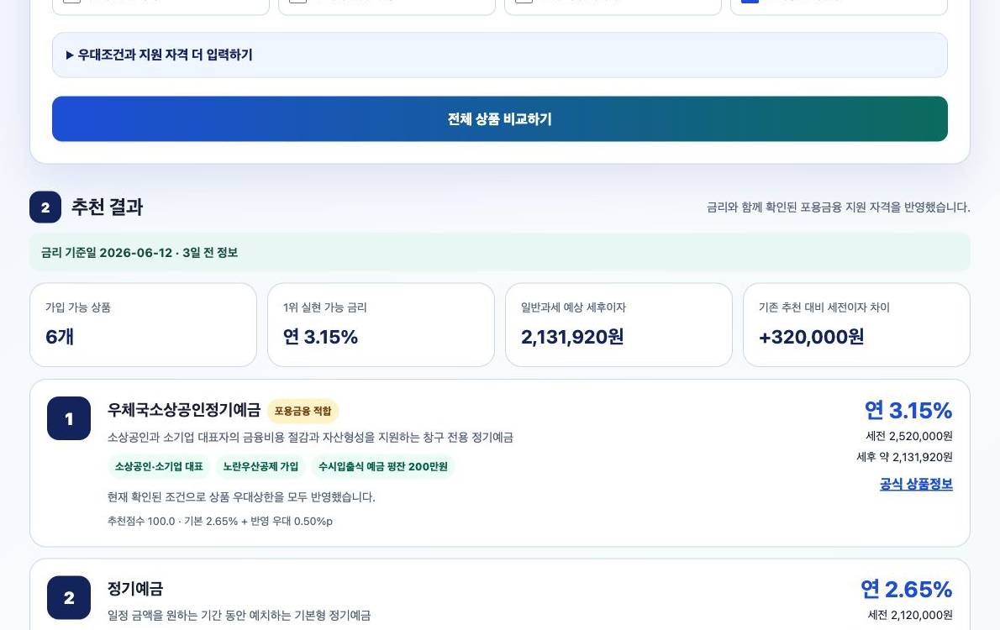 ▶ 우대조건과 지원 자격 더 입력하기
전체 상품 비교하기
2 추천 결과
금리와 함께 확인된 포용금융 지원 자격을 반영했습니다.
금리 기준일 2026-06-12 · 3일 전 정보
가입 가능 상품
6개
1위 실현 가능 금리
연 3.15%
일반과세 예상 세후이자
2,131,920원
기존 추천 대비 세전이자 차이
+320,000원
1
우체국소상공인정기예금 포용금융 적합
소상공인과 소기업 대표자의 금융비용 절감과 자산형성을 지원하는 창구 전용 정기예금
소상공인·소기업 대표 노란우산공제 가입 수시입출식 예금 평잔 200만원
현재 확인된 조건으로 상품 우대상한을 모두 반영했습니다.
추천점수 100.0 · 기본 2.65% + 반영 우대 0.50%p
연 3.15%
세전 2,520,000원
세후 약 2,131,920원
공식 상품정보
2
정기예금
일정 금액을 원하는 기간 동안 예치하는 기본형 정기예금
연 2.65%
세전 2,120,000원